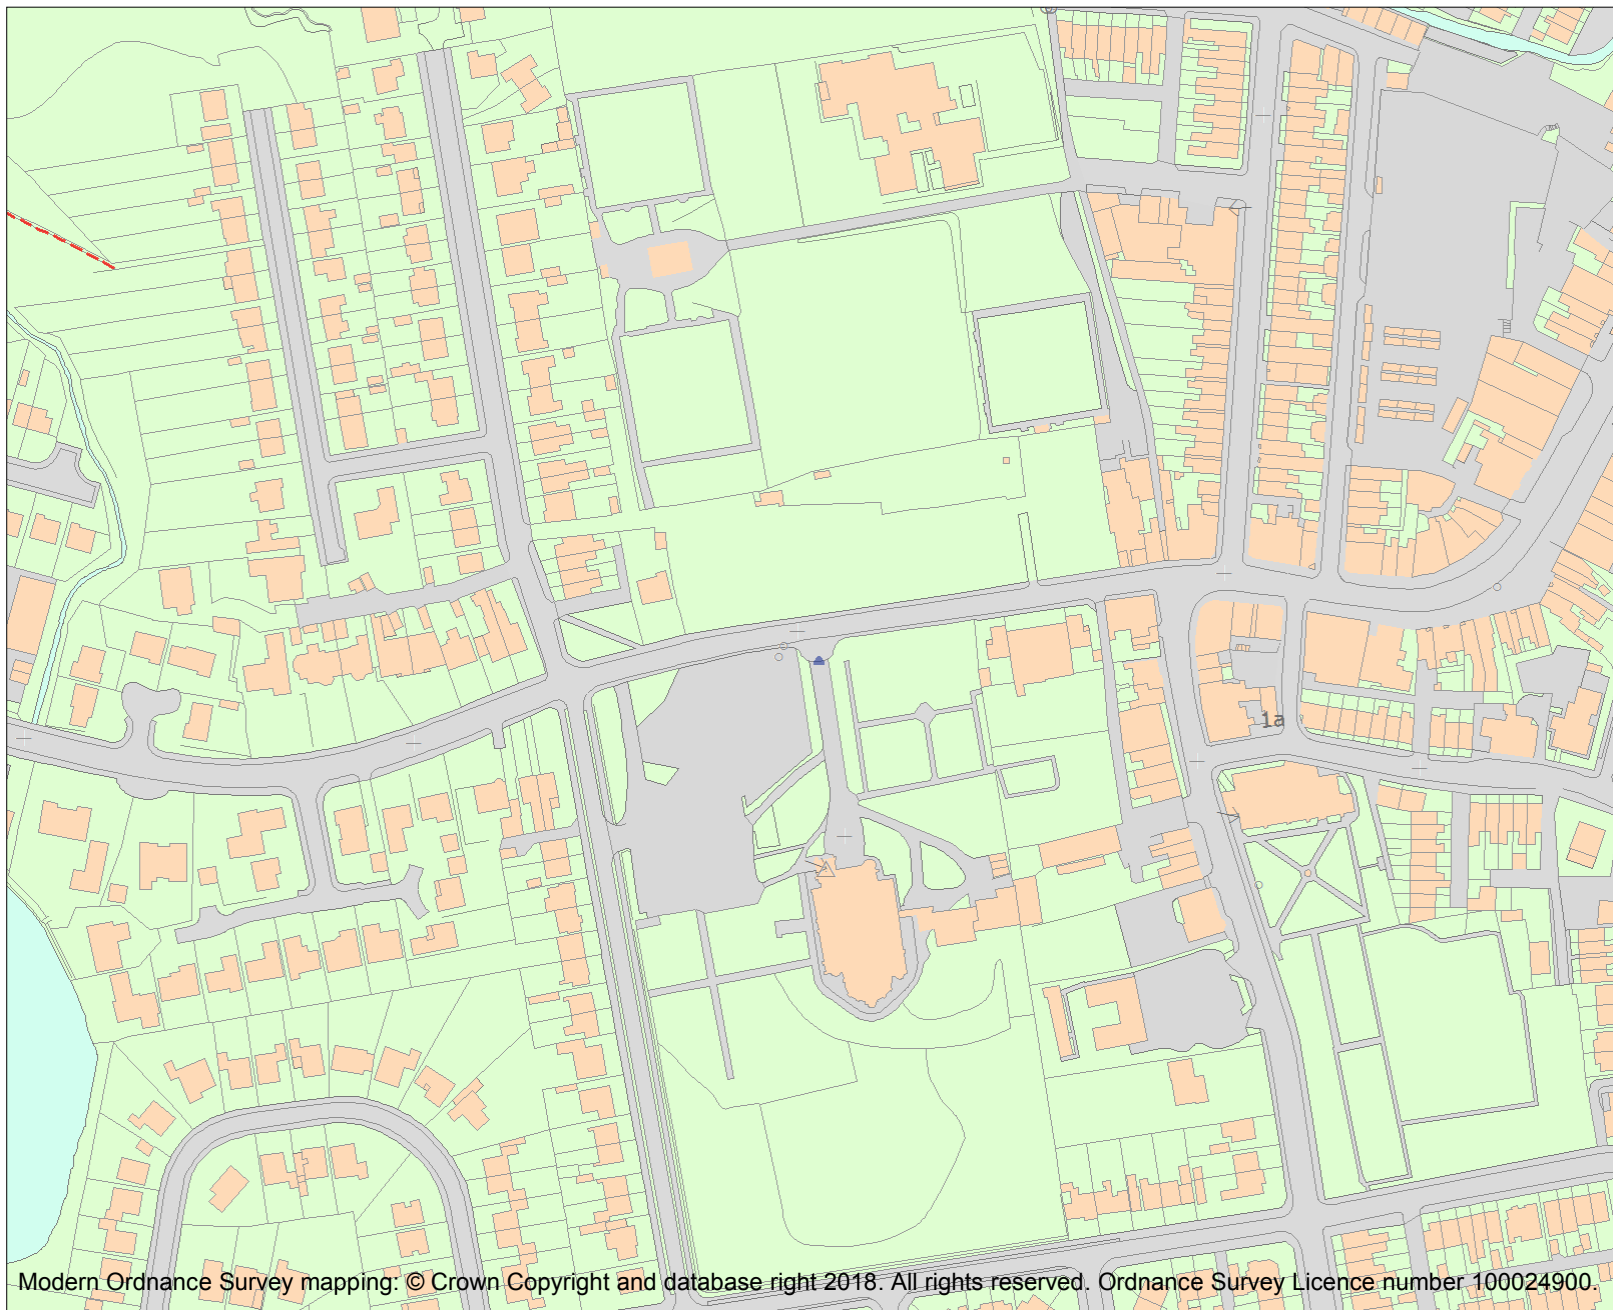 1a
Modern Ordnance Survey mapping: © Crown Copyright and database right 2018. All rights reserved. Ordnance Survey Licence number 100024900.